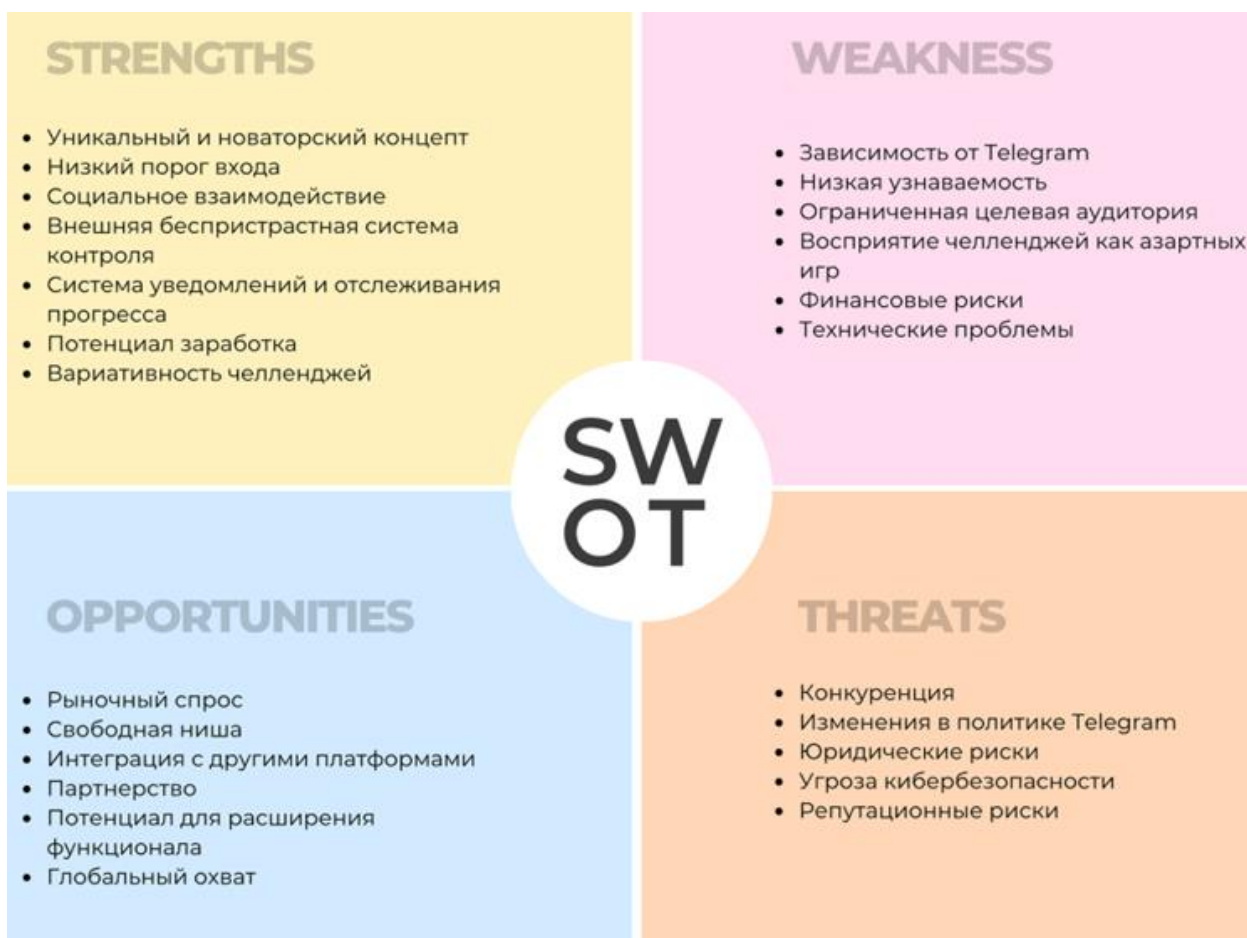 STRENGTHS
• Уникальный и новаторский концепт
• Низкий порог входа
• Социальное взаимодействие
• Внешняя беспристрастная система
контроля
• Система уведомлений и отслеживания
прогресса
• Потенциал заработка
• Вариативность челленджей
WEAKNESS
• Зависимость от Telegram
• Низкая узнаваемость
• Ограниченная целевая аудитория
• Восприятие челленджей как азартных
игр
• Финансовые риски
• Технические проблемы
SW
OT
OPPORTUNITIES
• Рыночный спрос
• Свободная ниша
• Интеграция с другими платформами
• Партнерство
• Потенциал для расширения
функционала
• Глобальный охват
THREATS
• Конкуренция
• Изменения в политике Telegram
• Юридические риски
• Угроза кибербезопасности
• Репутационные риски